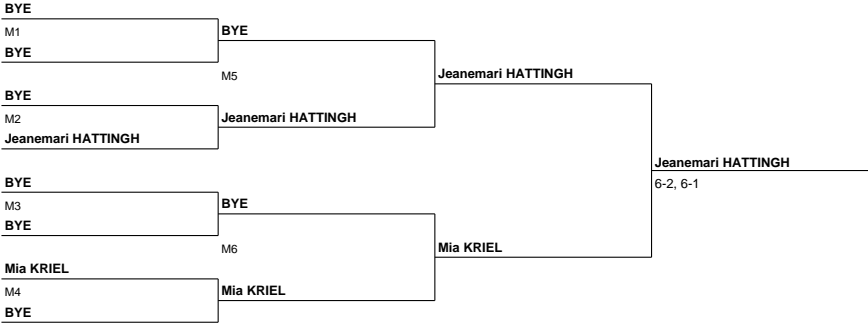 BYE
M1
BYE
BYE
M5
BYE
M2
Jeanemari HATTINGH
Jeanemari HATTINGH
Jeanemari HATTINGH
Jeanemari HATTINGH
6-2, 6-1
BYE
M3
BYE
BYE
M6
Mia KRIEL
Mia KRIEL
M4
BYE
Mia KRIEL